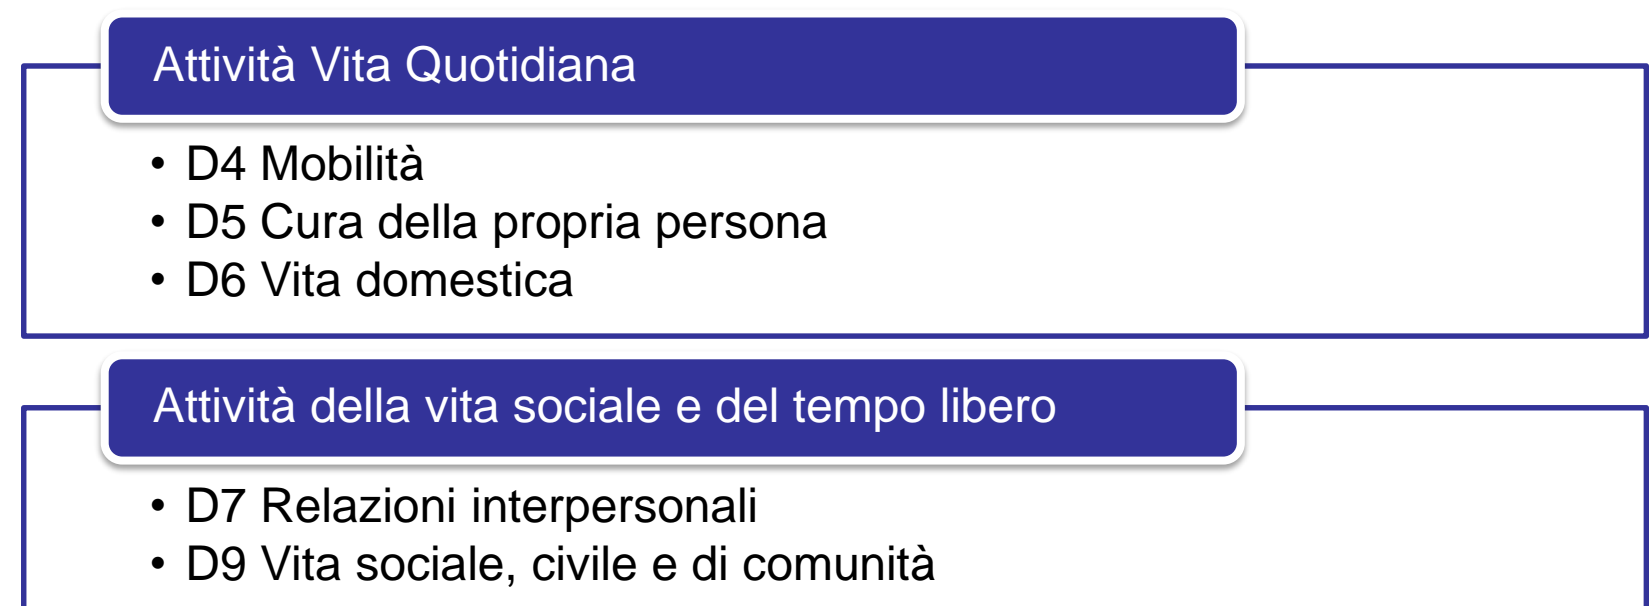 Attività Vita Quotidiana
• D4 Mobilità
• D5 Cura della propria persona
• D6 Vita domestica
Attività della vita sociale e del tempo libero
• D7 Relazioni interpersonali
• D9 Vita sociale, civile e di comunità